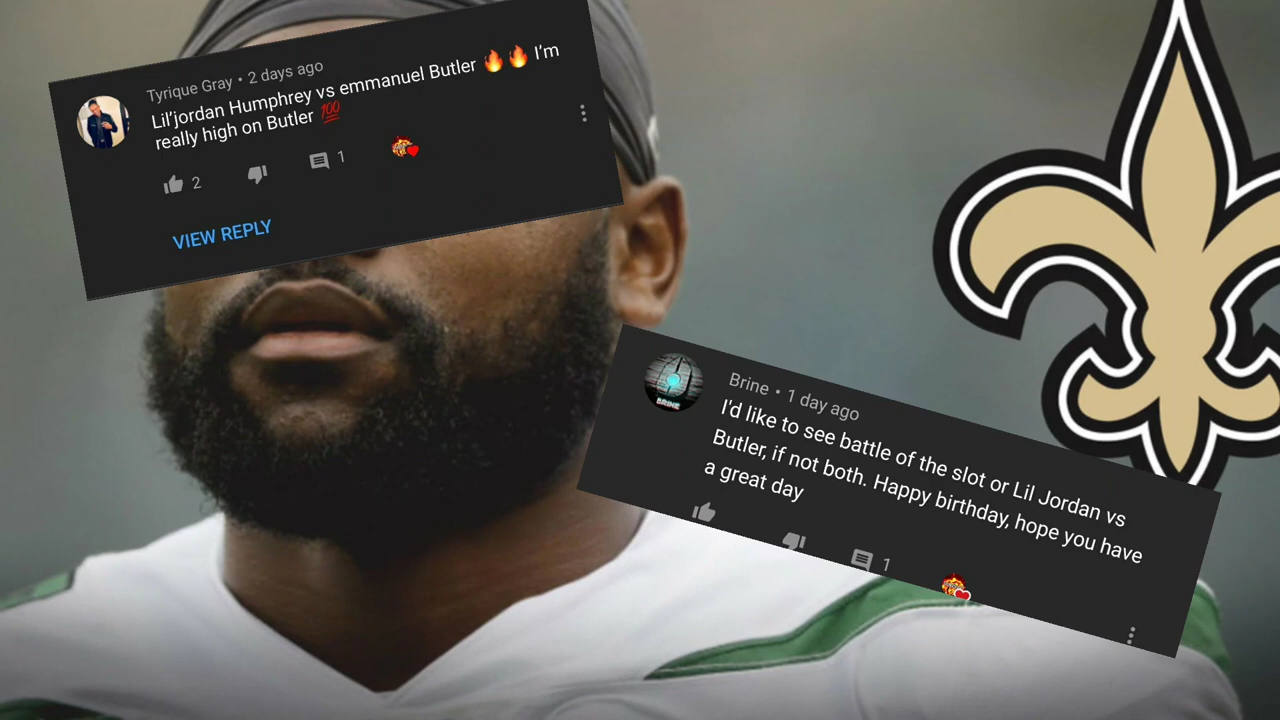 Tyrique Gray • 2 days ago
Lil'jordan Humphrey vs emmanuel Butler 🔥🔥 I'm
really high on Butler 💯
2
1
VIEW REPLY
Brine • 1 day ago
I'd like to see battle of the slot or Lil Jordan vs
Butler, if not both. Happy birthday, hope you have
a great day
1
BRINE